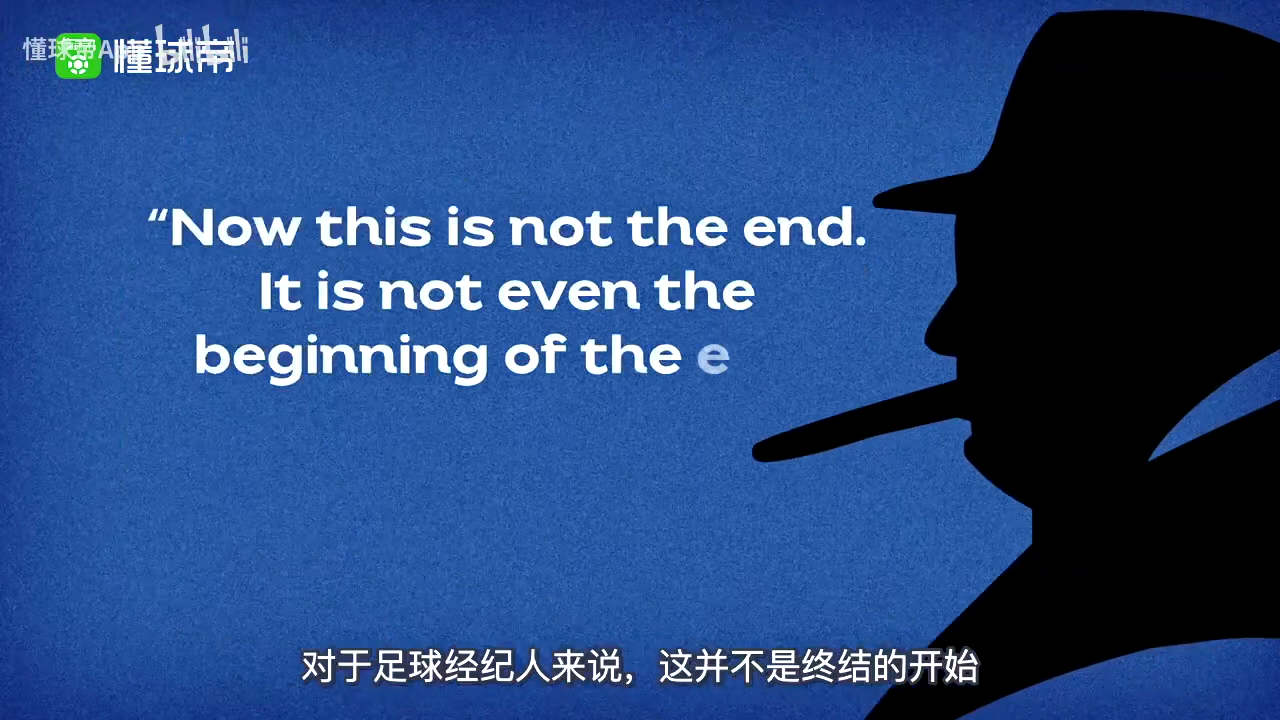 懂球帝
“Now this is not the end.
It is not even the
beginning of the e
对于足球经纪人来说，这并不是终结的开始